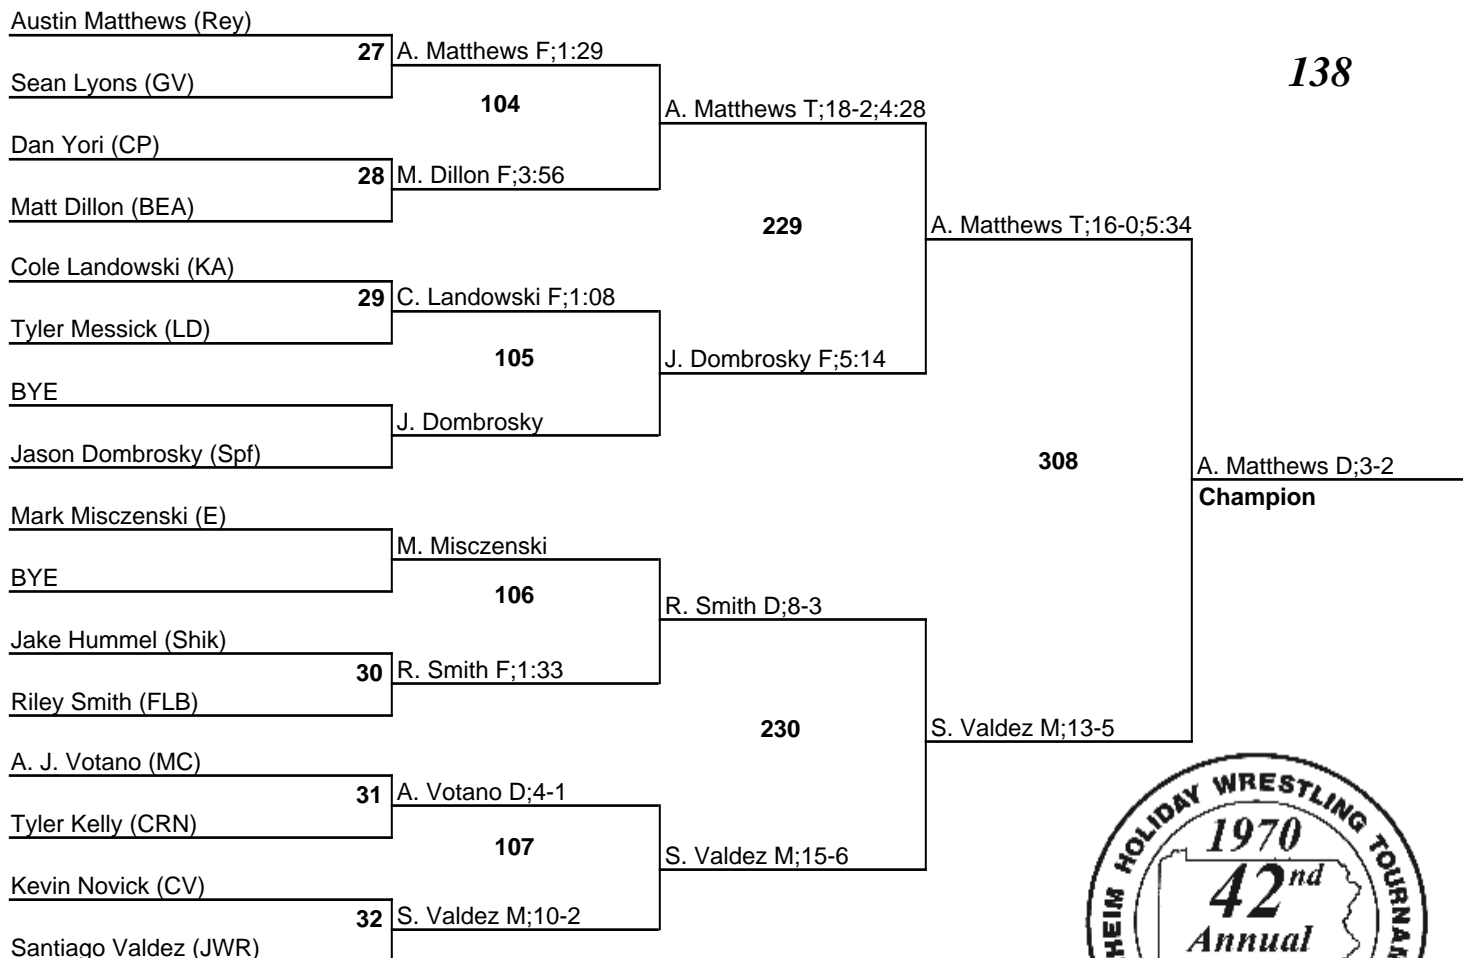 Austin Matthews (Rey)
27
A. Matthews F;1:29
138
Sean Lyons (GV)
104
A. Matthews T;18-2;4:28
Dan Yori (CP)
28
M. Dillon F;3:56
Matt Dillon (BEA)
229
A. Matthews T;16-0;5:34
Cole Landowski (KA)
29
C. Landowski F;1:08
Tyler Messick (LD)
105
J. Dombrosky F;5:14
BYE
J. Dombrosky
Jason Dombrosky (Spf)
308
A. Matthews D;3-2
Champion
Mark Misczenski (E)
M. Misczenski
BYE
106
R. Smith D;8-3
Jake Hummel (Shik)
30
R. Smith F;1:33
Riley Smith (FLB)
230
S. Valdez M;13-5
A. J. Votano (MC)
31
A. Votano D;4-1
Tyler Kelly (CRN)
107
S. Valdez M;15-6
Kevin Novick (CV)
32
S. Valdez M;10-2
Santiago Valdez (JWR)
HOLIDAY WRESTLING
1970
42nd
Annual